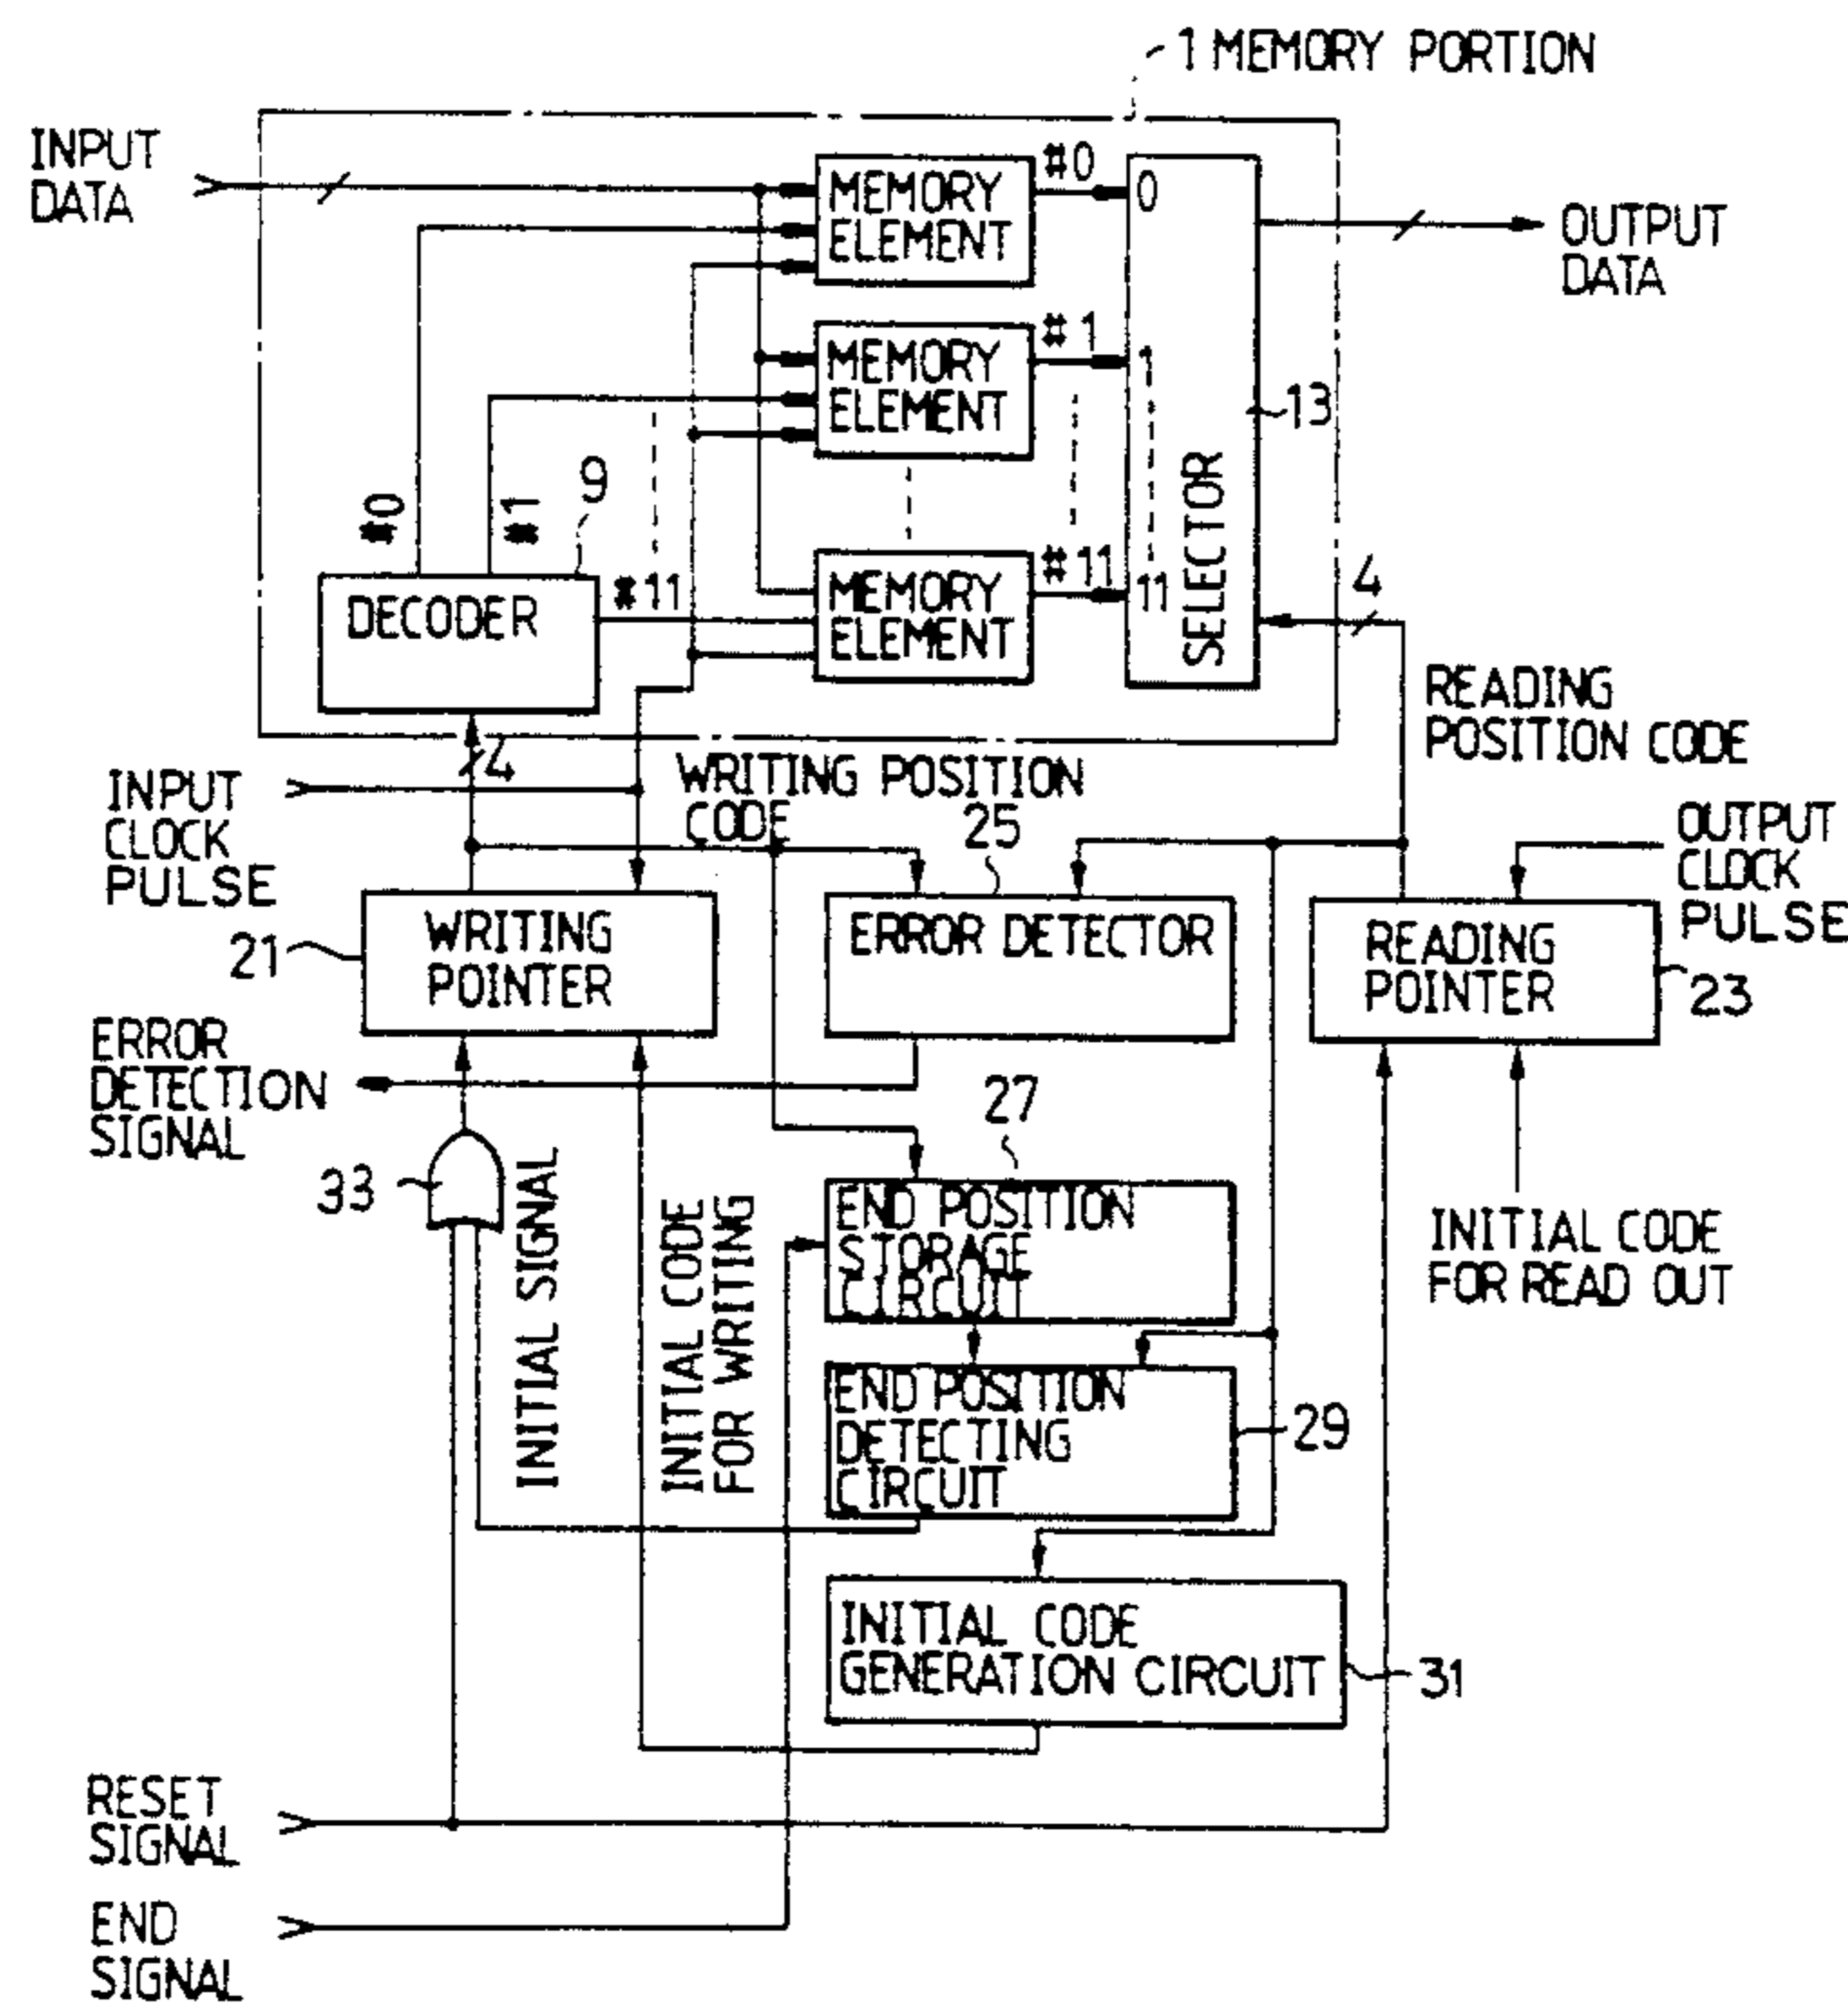 1 MEMORY PORTION
INPUT
DATA
MEMORY
ELEMENT
#0
0
OUTPUT
DATA
MEMORY
ELEMENT
#1
1
13
SELECTOR
#0
#1
9
DECODER
#11
MEMORY
ELEMENT
#11
11
4
READING
POSITION CODE
4
INPUT
CLOCK
PULSE
WRITING POSITION
CODE
25
OUTPUT
CLOCK
PULSE
21
WRITING
POINTER
ERROR DETECTOR
READING
POINTER
23
ERROR
DETECTION
SIGNAL
27
33
INITIAL SIGNAL
INITIAL CODE
FOR WRITING
END POSITION
STORAGE
CIRCUIT
INITIAL CODE
FOR READ OUT
END POSITION
DETECTING
CIRCUIT
29
INITIAL CODE
GENERATION CIRCUIT
31
RESET
SIGNAL
END
SIGNAL